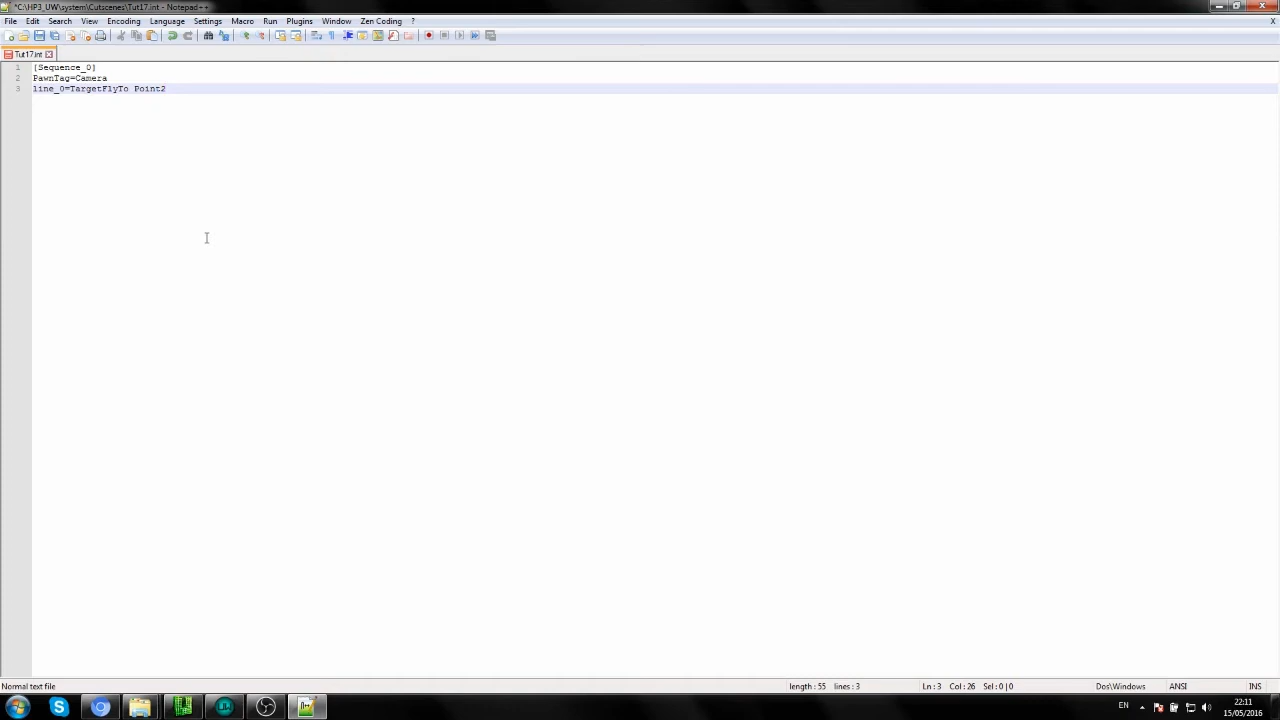 *C:\HP3_UW\system\Cutscenes\Tut17.int - Notepad++
File Edit Search View Encoding Language Settings Macro Run Plugins Window Zen Coding ? X
Tut17.int
1 [Sequence_0]
2 PawnTag=Camera
3 line_0=TargetFlyTo Point2
Normal text file length : 55 lines : 3 Ln : 3 Col : 26 Sel : 0 | 0 Dos\Windows ANSI INS
EN 22:11
15/05/2016